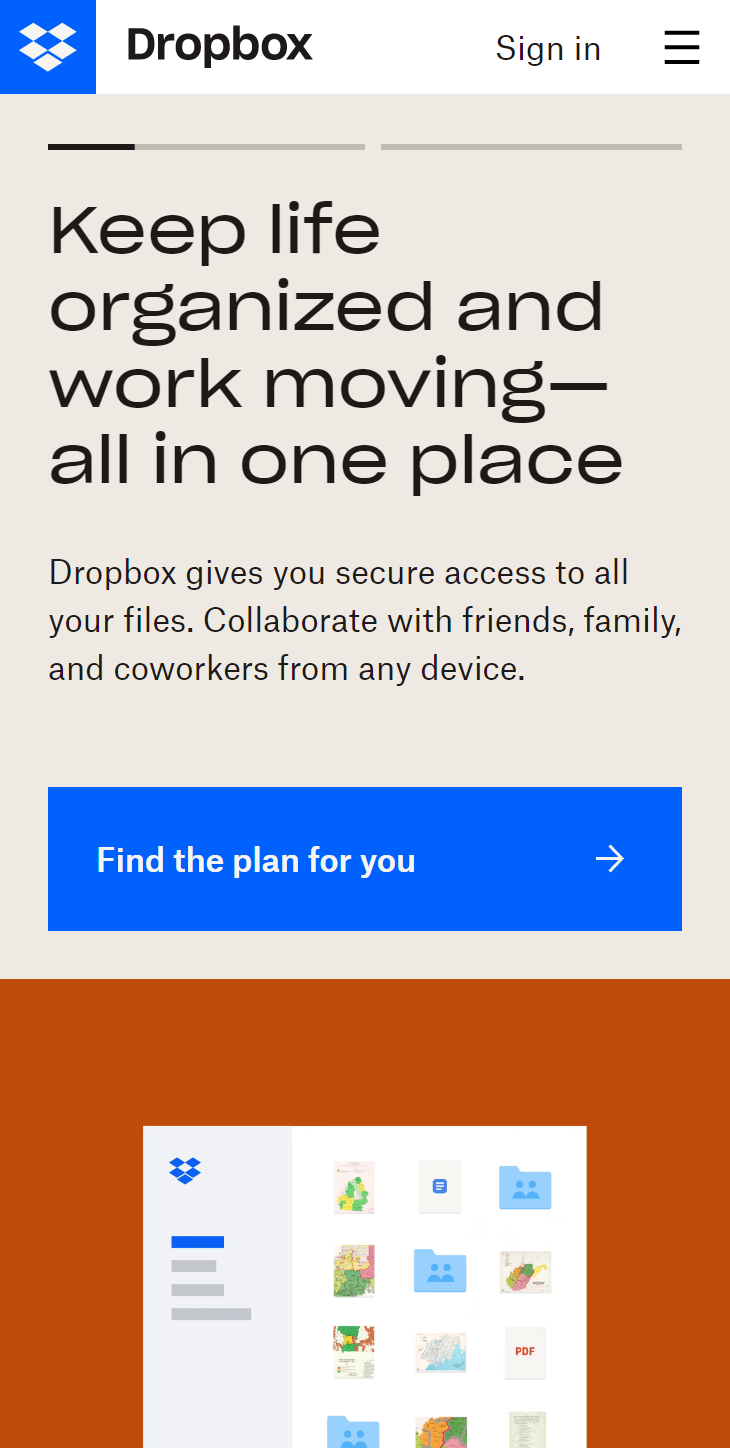 Dropbox
Sign in
Keep life
organized and
work moving—
all in one place
Dropbox gives you secure access to all
your files. Collaborate with friends, family,
and coworkers from any device.
Find the plan for you
PDF